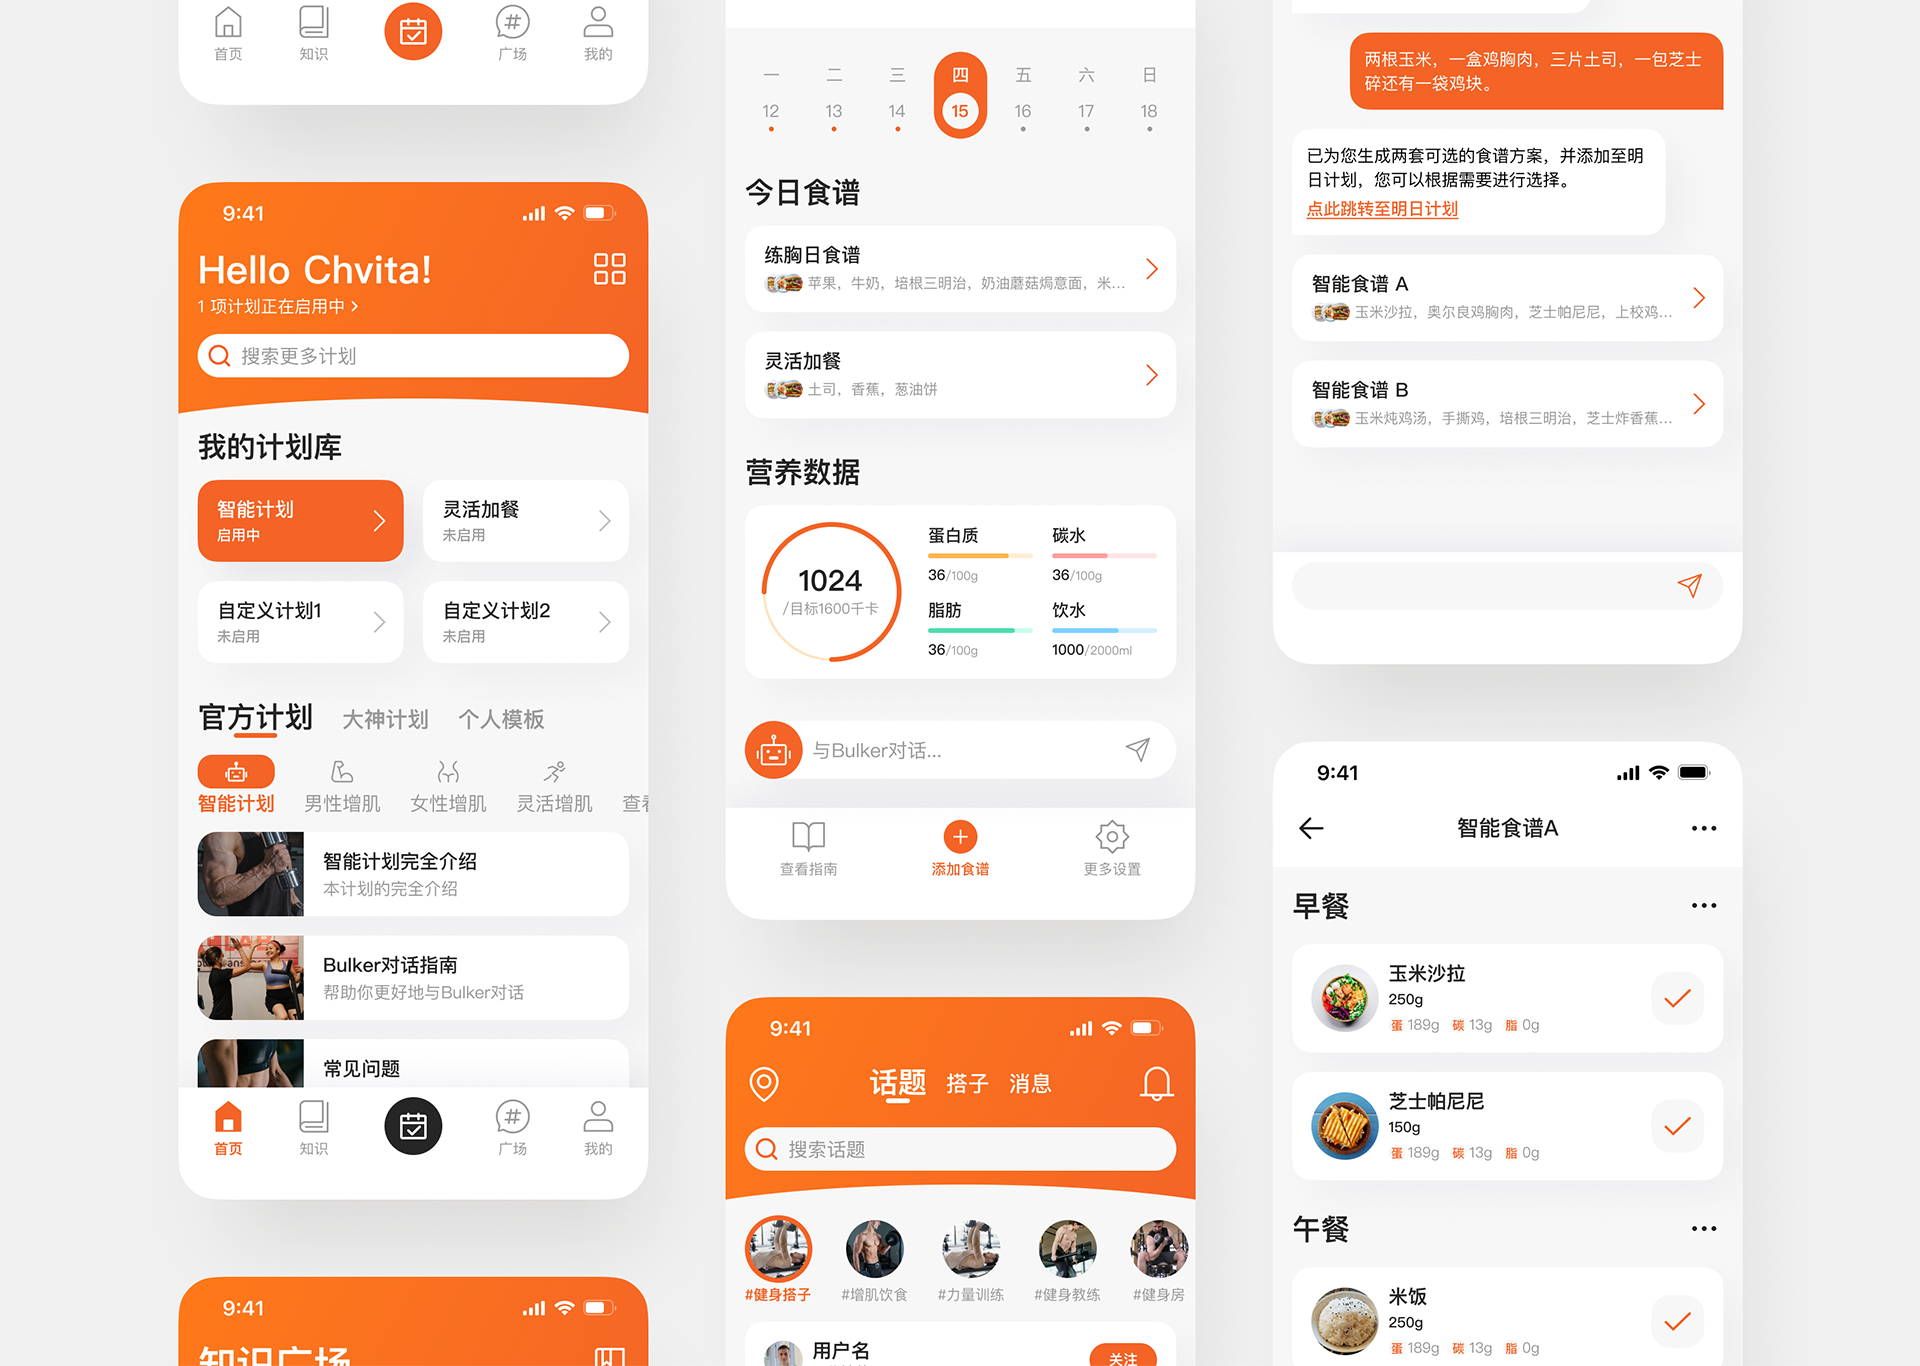 首页
知识
广场
我的
9:41
Hello Chvita!
1 项计划正在启用中
搜索更多计划
我的计划库
智能计划
启用中
灵活加餐
未启用
自定义计划1
未启用
自定义计划2
未启用
官方计划
大神计划
个人模板
智能计划
男性增肌
女性增肌
灵活增肌
查看
智能计划完全介绍
本计划的完全介绍
Bulker对话指南
帮助你更好地与Bulker对话
常见问题
首页
知识
广场
我的
9:41
知识广场
一 二 三 四 五 六 日
12 13 14 15 16 17 18
今日食谱
练胸日食谱
苹果，牛奶，培根三明治，奶油蘑菇焗意面，米...
灵活加餐
土司，香蕉，葱油饼
营养数据
1024
/目标1600千卡
蛋白质
36/100g
碳水
36/100g
脂肪
36/100g
饮水
1000/2000ml
与Bulker对话...
查看指南
添加食谱
更多设置
9:41
话题
搭子
消息
搜索话题
#健身搭子
#增肌饮食
#力量训练
#健身教练
#健身房
用户名
关注
两根玉米，一盒鸡胸肉，三片土司，一包芝士
碎还有一袋鸡块。
已为您生成两套可选的食谱方案，并添加至明
日计划，您可以根据需要进行选择。
点此跳转至明日计划
智能食谱 A
玉米沙拉，奥尔良鸡胸肉，芝士帕尼尼，上校鸡...
智能食谱 B
玉米炖鸡汤，手撕鸡，培根三明治，芝士炸香蕉...
9:41
智能食谱A
早餐
玉米沙拉
250g
蛋 189g 碳 13g 脂 0g
芝士帕尼尼
150g
蛋 189g 碳 13g 脂 0g
午餐
米饭
250g
蛋 189g 碳 13g 脂 0g